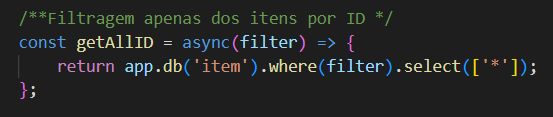 /**Filtragem apenas dos itens por ID */
const getAllID = async(filter) => {
    return app.db('item').where(filter).select(['*']);
};